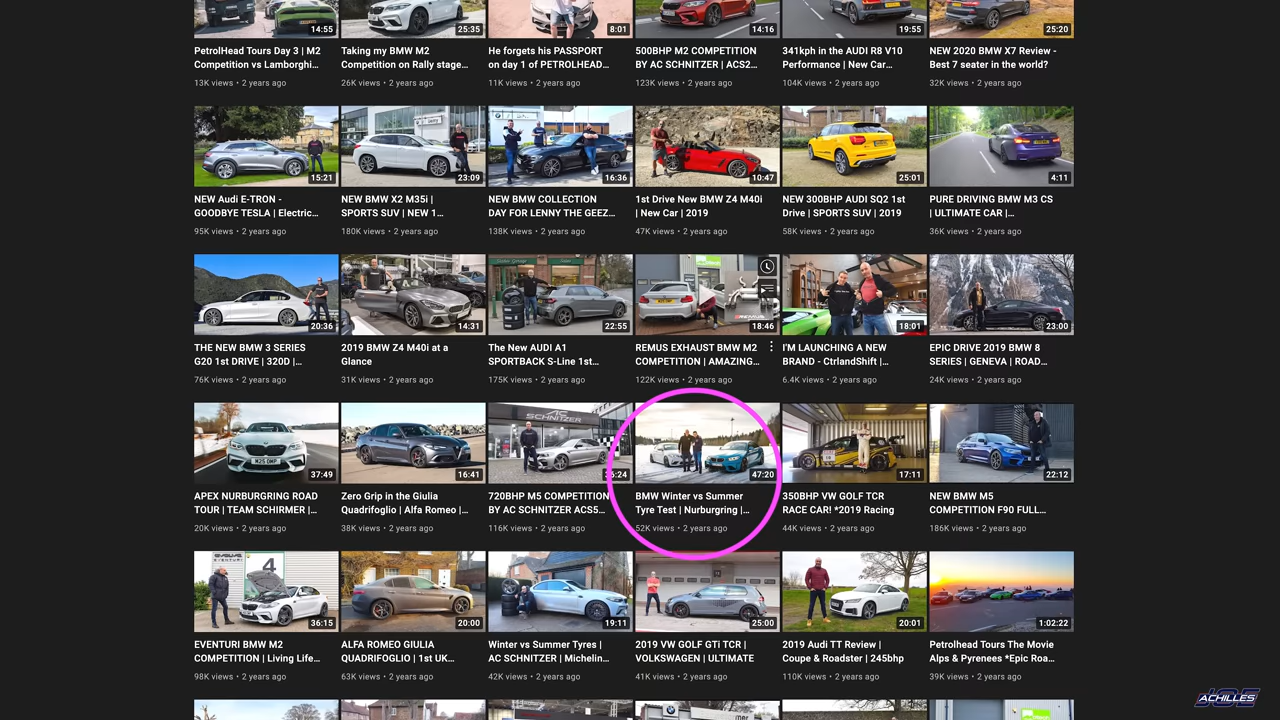 14:55
25:35
8:01
14:16
19:55
25:20
PetrolHead Tours Day 3 | M2
Competition vs Lamborghi...
13K views • 2 years ago
Taking my BMW M2
Competition on Rally stage...
26K views • 2 years ago
He forgets his PASSPORT
on day 1 of PETROLHEAD...
11K views • 2 years ago
500BHP M2 COMPETITION
BY AC SCHNITZER | ACS2...
123K views • 2 years ago
341kph in the AUDI R8 V10
Performance | New Car...
104K views • 2 years ago
NEW 2020 BMW X7 Review -
Best 7 seater in the world?
32K views • 2 years ago
15:21
23:09
16:36
10:47
25:01
4:11
NEW Audi E-TRON -
GOODBYE TESLA | Electric...
95K views • 2 years ago
NEW BMW X2 M35i |
SPORTS SUV | NEW 1...
180K views • 2 years ago
NEW BMW COLLECTION
DAY FOR LENNY THE GEEZ...
138K views • 2 years ago
1st Drive New BMW Z4 M40i
| New Car | 2019
47K views • 2 years ago
NEW 300BHP AUDI SQ2 1st
Drive | SPORTS SUV | 2019
58K views • 2 years ago
PURE DRIVING BMW M3 CS
| ULTIMATE CAR |...
36K views • 2 years ago
20:36
14:31
22:55
REMUS
18:46
18:01
23:00
THE NEW BMW 3 SERIES
G20 1st DRIVE | 320D |...
76K views • 2 years ago
2019 BMW Z4 M40i at a
Glance
31K views • 2 years ago
The New AUDI A1
SPORTBACK S-Line 1st...
175K views • 2 years ago
REMUS EXHAUST BMW M2
COMPETITION | AMAZING...
122K views • 2 years ago
I'M LAUNCHING A NEW
BRAND - CtrlandShift |...
6.4K views • 2 years ago
EPIC DRIVE 2019 BMW 8
SERIES | GENEVA | ROAD...
24K views • 2 years ago
M25 OMP
37:49
16:41
AC SCHNITZER
:24
47:20
17:11
22:12
APEX NURBURGRING ROAD
TOUR | TEAM SCHIRMER |...
20K views • 2 years ago
Zero Grip in the Giulia
Quadrifoglio | Alfa Romeo |...
38K views • 2 years ago
720BHP M5 COMPETITION
BY AC SCHNITZER ACS5...
116K views • 2 years ago
BMW Winter vs Summer
Tyre Test | Nurburgring |...
52K views • 2 years ago
350BHP VW GOLF TCR
RACE CAR! *2019 Racing
44K views • 2 years ago
NEW BMW M5
COMPETITION F90 FULL...
186K views • 2 years ago
EVENTURI
4
36:15
20:00
19:11
25:00
20:01
1:02:22
EVENTURI BMW M2
COMPETITION | Living Life...
98K views • 2 years ago
ALFA ROMEO GIULIA
QUADRIFOGLIO | 1st UK...
63K views • 2 years ago
Winter vs Summer Tyres |
AC SCHNITZER | Michelin...
42K views • 2 years ago
2019 VW GOLF GTi TCR |
VOLKSWAGEN | ULTIMATE
41K views • 2 years ago
2019 Audi TT Review |
Coupe & Roadster | 245bhp
110K views • 2 years ago
Petrolhead Tours The Movie
Alps & Pyrenees *Epic Roa...
39K views • 2 years ago
JOE
ACHILLES